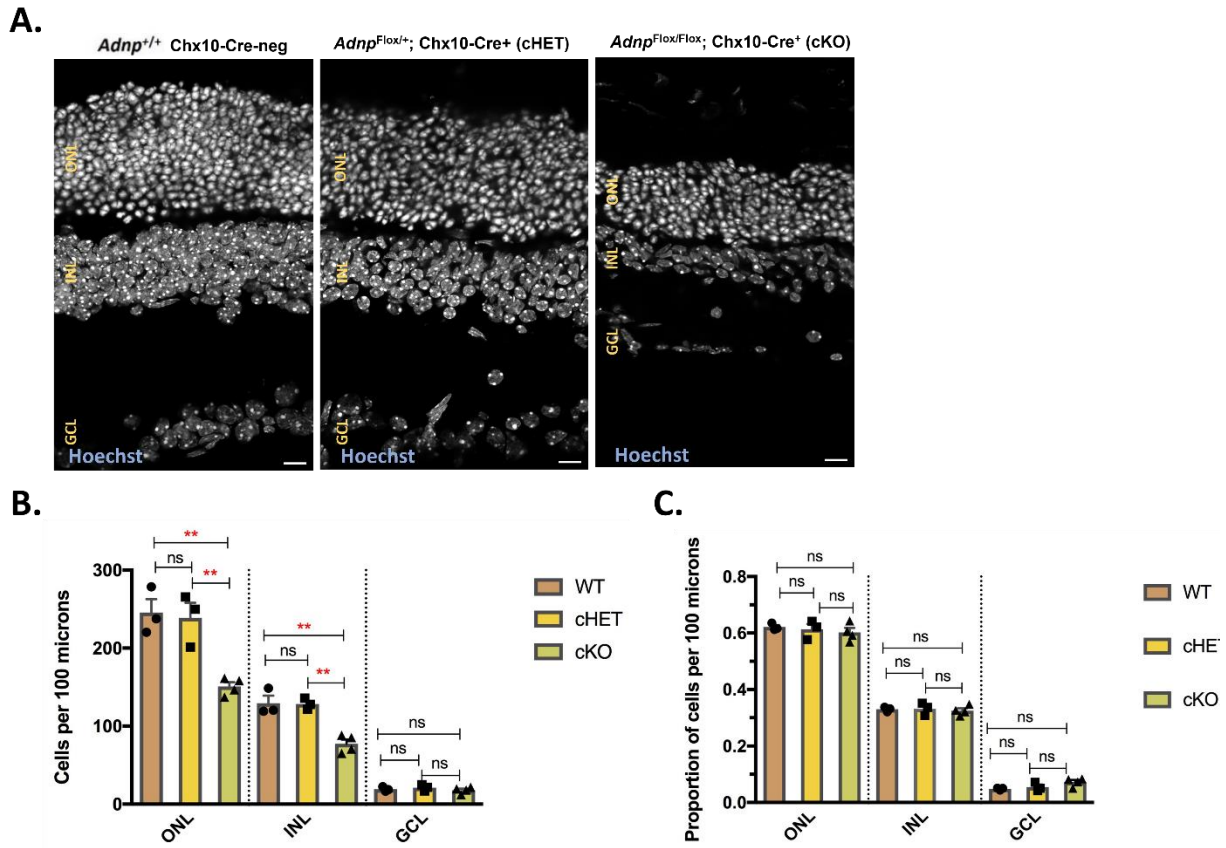 A.
Adnp+/+ Chx10-Cre-neg
AdnpFlox/+; Chx10-Cre+ (cHET)
AdnpFlox/Flox; Chx10-Cre+ (cKO)
ONL
INL
GCL
Hoechst
ONL
INL
GCL
Hoechst
ONL
INL
GCL
Hoechst
B.
Cells per 100 microns
300
200
100
0
**
ns
**
**
ns
**
ns
ns
ns
ONL
INL
GCL
WT
cHET
cKO
C.
Proportion of cells per 100 microns
0.8
0.6
0.4
0.2
0.0
ns
ns
ns
ns
ns
ns
ns
ns
ns
ONL
INL
GCL
WT
cHET
cKO